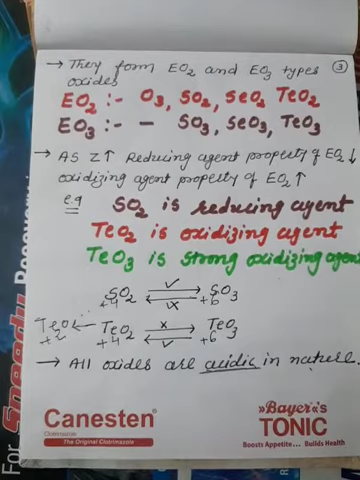 → They form EO₂ and EO₃ types ③
oxides
EO₂ :- O₃, SO₂, SeO₂ TeO₂
EO₃ :- — SO₃, SeO₃, TeO₃
→ AS Z↑ Reducing agent property of EO₂ ↓
oxidizing agent property of EO₂ ↑
e.g SO₂ is reducing agent
TeO₂ is oxidizing agent
TeO₃ is strong oxidizing agent
SO₂ ⇌ SO₃
+4 +6
TeO ← TeO₂ ⇌ TeO₃
+2 +4 +6
→ All oxides are acidic in nature.
Canesten®
Clotrimazole
The Original Clotrimazole
»Bayer«'s
TONIC
Boosts Appetite... Builds Health
For Speedy Recovery